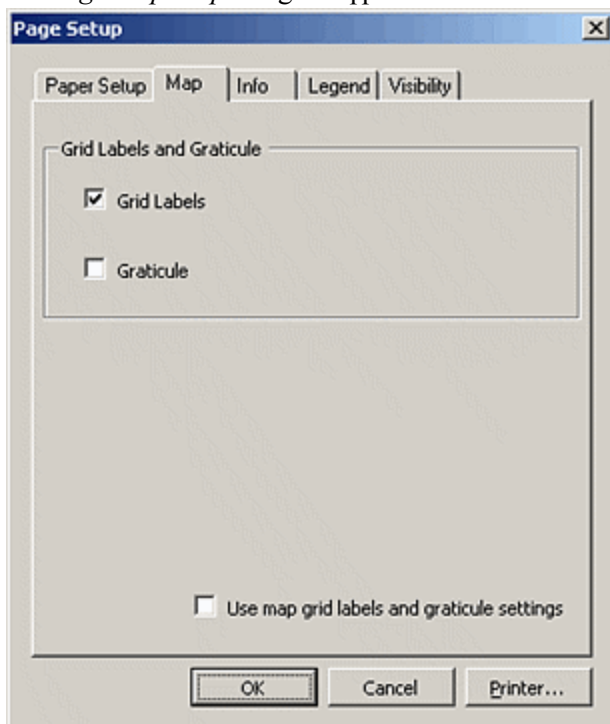 Page Setup
Paper Setup Map Info Legend Visibility
Grid Labels and Graticule
Grid Labels
Graticule
Use map grid labels and graticule settings
OK Cancel Printer...